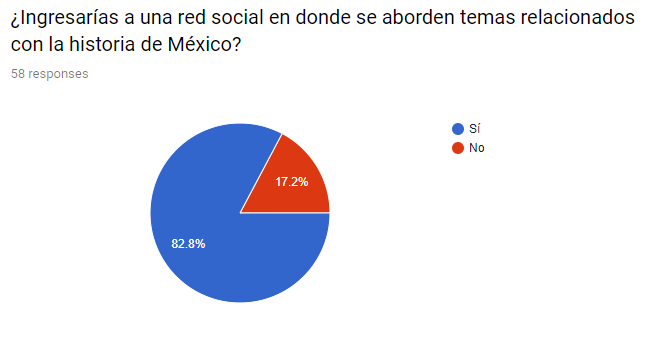 ¿Ingresarías a una red social en donde se aborden temas relacionados
con la historia de México?
58 responses
Sí
No
17.2%
82.8%